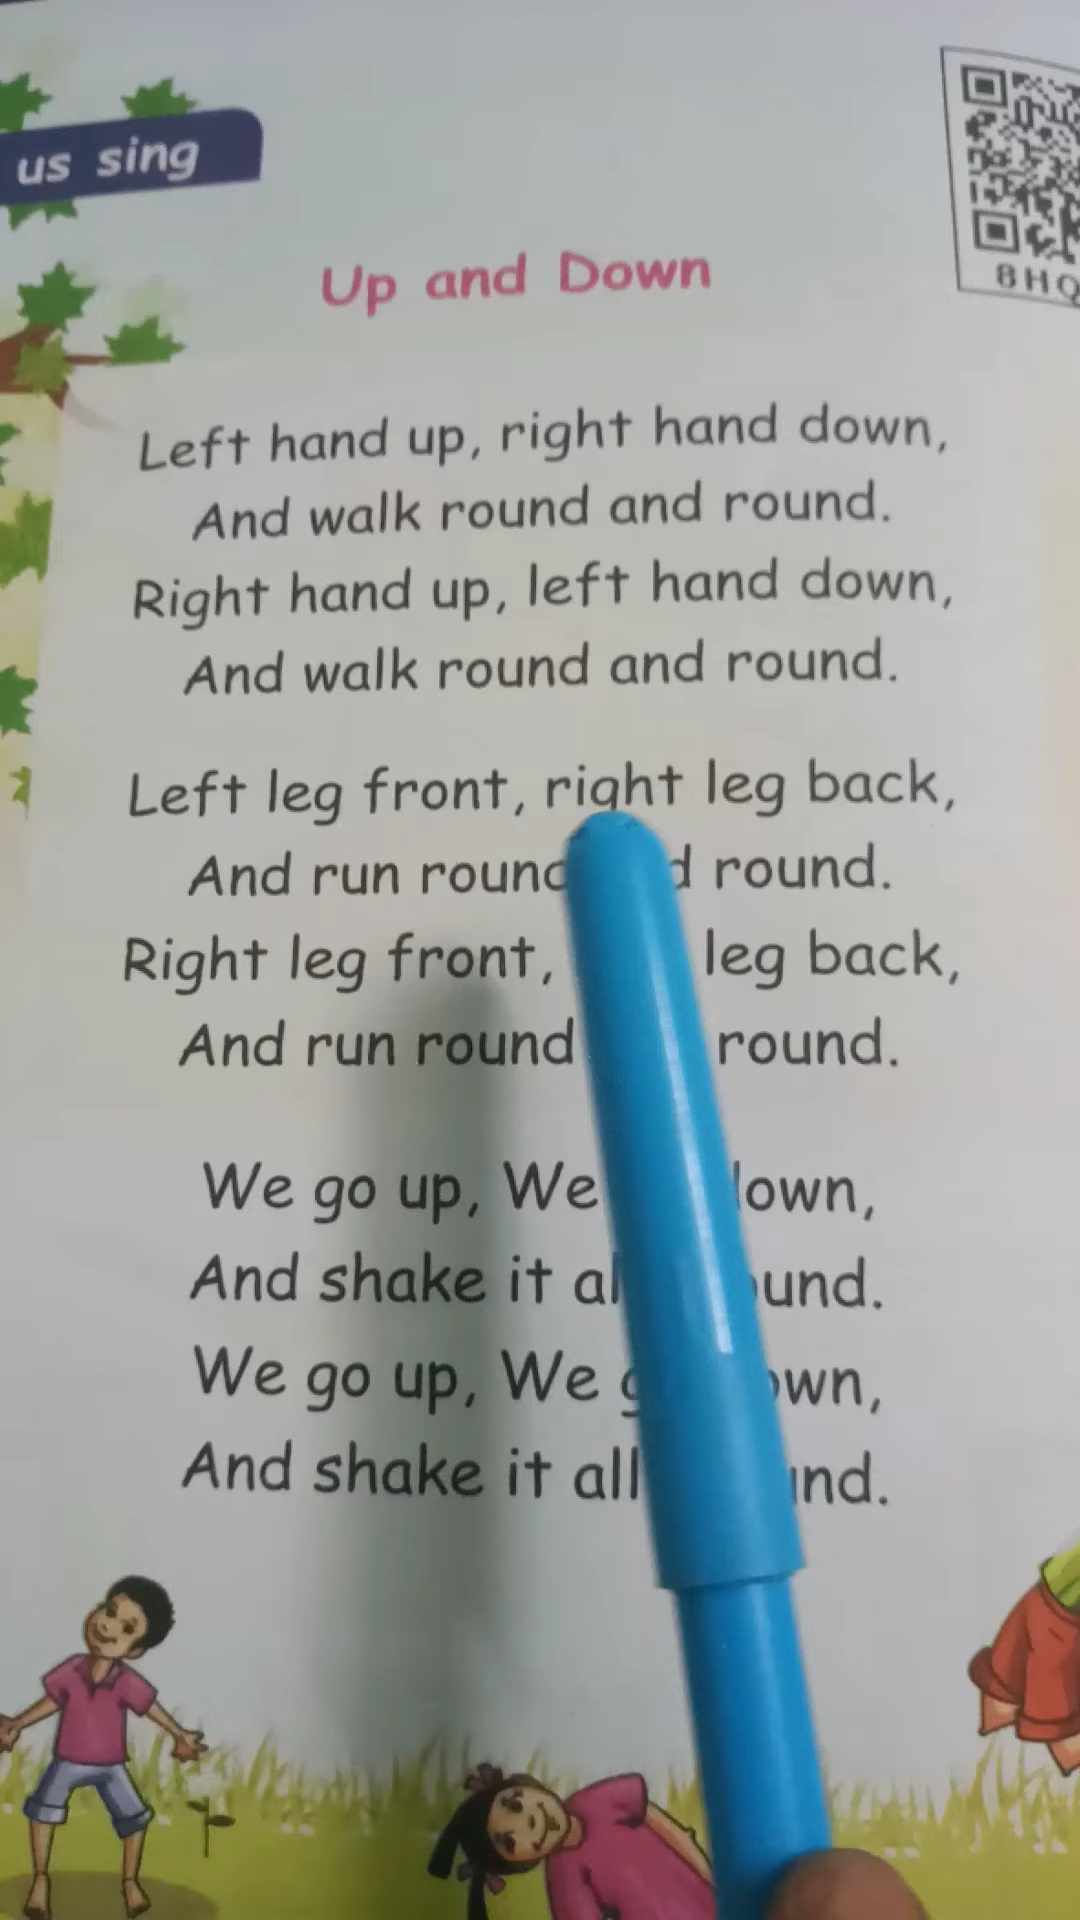 us sing
8HQ
Up and Down
Left hand up, right hand down,
And walk round and round.
Right hand up, left hand down,
And walk round and round.
Left leg front, right leg back,
And run round round.
Right leg front, leg back,
And run round round.
We go up, We down,
And shake it
We go up, We
And shake it all